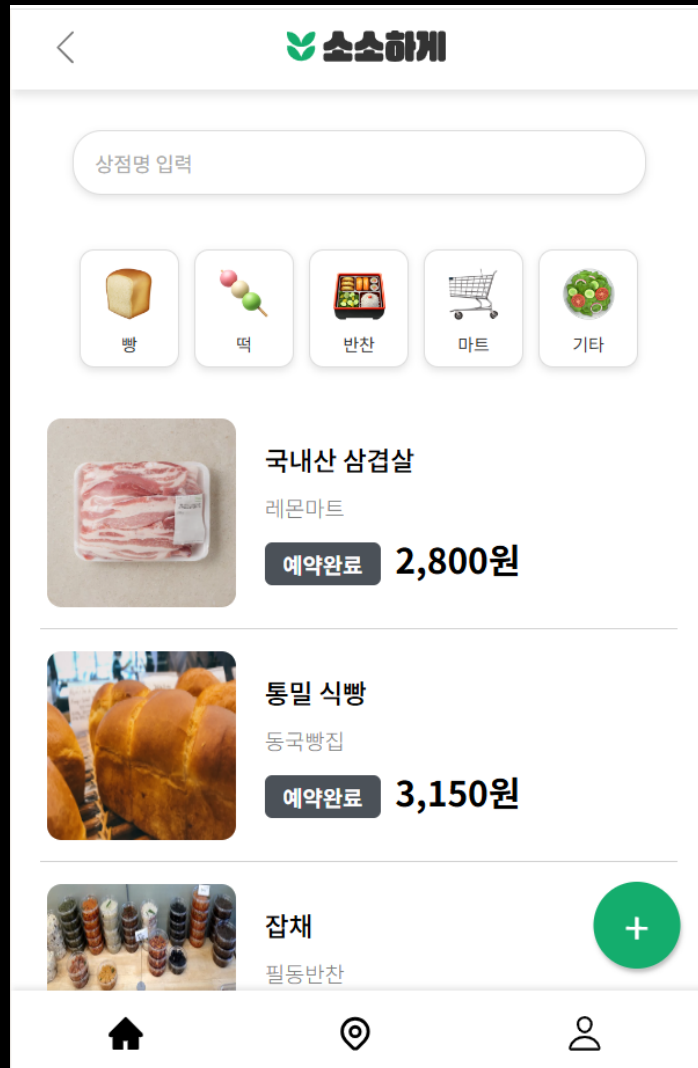 소소하게
상점명 입력
빵
떡
반찬
마트
기타
국내산 삼겹살
레몬마트
예약완료 2,800원
통밀 식빵
동국빵집
예약완료 3,150원
잡채
필동반찬
+